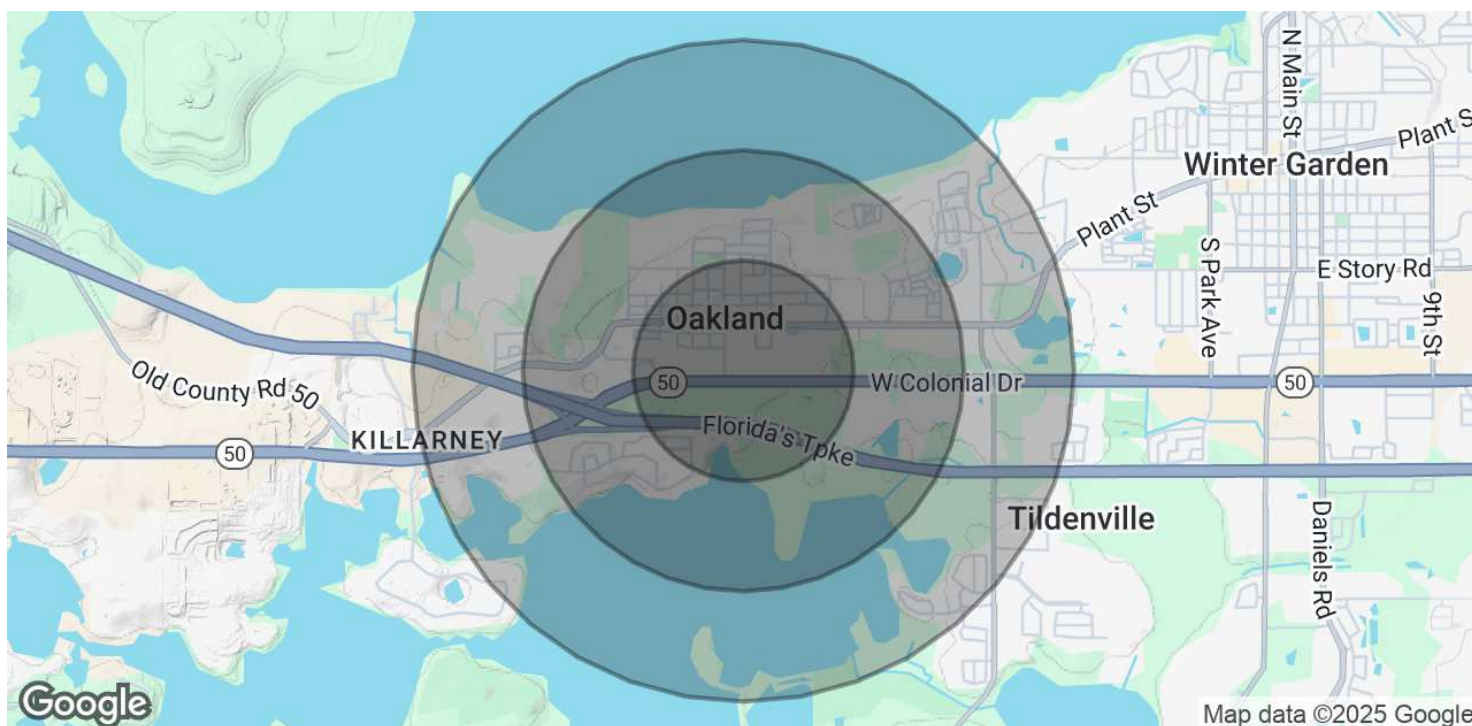 N Main St
Plant S
Winter Garden
Plant St
S Park Ave
E Story Rd
9th St
Oakland
Old County Rd 50
50
W Colonial Dr
50
KILLARNEY
50
Florida's Tpke
Tildenville
Daniels Rd
Google
Map data ©2025 Google